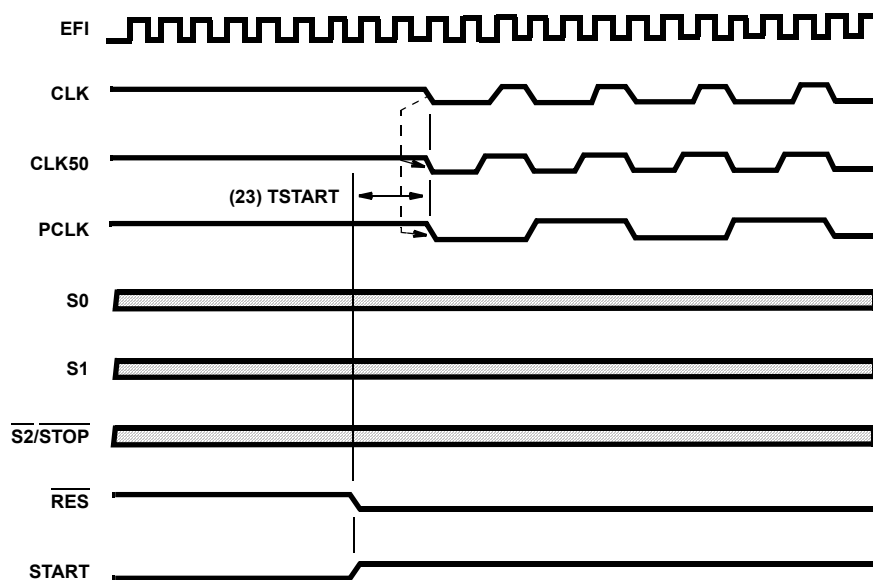 EFI
CLK
CLK50
(23) TSTART
PCLK
S0
S1
S2/STOP
RES
START